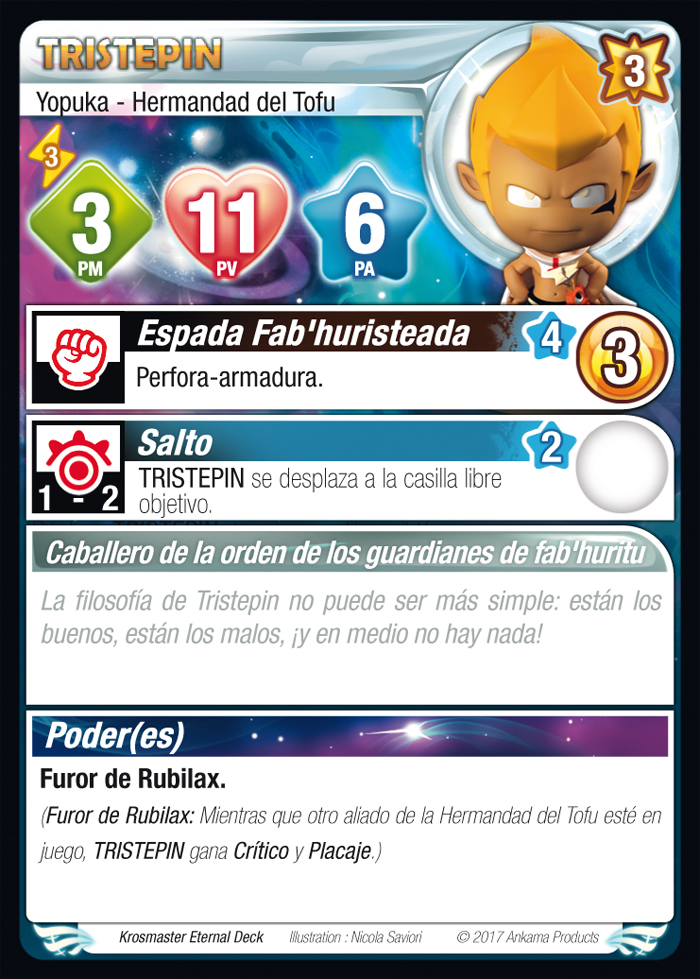 TRISTEPIN
3
Yopuka - Hermandad del Tofu
3
3
PM
11
PV
6
PA
Espada Fab'huristeada
4
3
Perfora-armadura.
Salto
2
1 - 2
TRISTEPIN se desplaza a la casilla libre
objetivo.
Caballero de la orden de los guardianes de fab'huritu
La filosofía de Tristepin no puede ser más simple: están los
buenos, están los malos, ¡y en medio no hay nada!
Poder(es)
Furor de Rubilax.
(Furor de Rubilax: Mientras que otro aliado de la Hermandad del Tofu esté en
juego, TRISTEPIN gana Crítico y Placaje.)
Krosmaster Eternal Deck Illustration : Nicola Saviori © 2017 Ankama Products